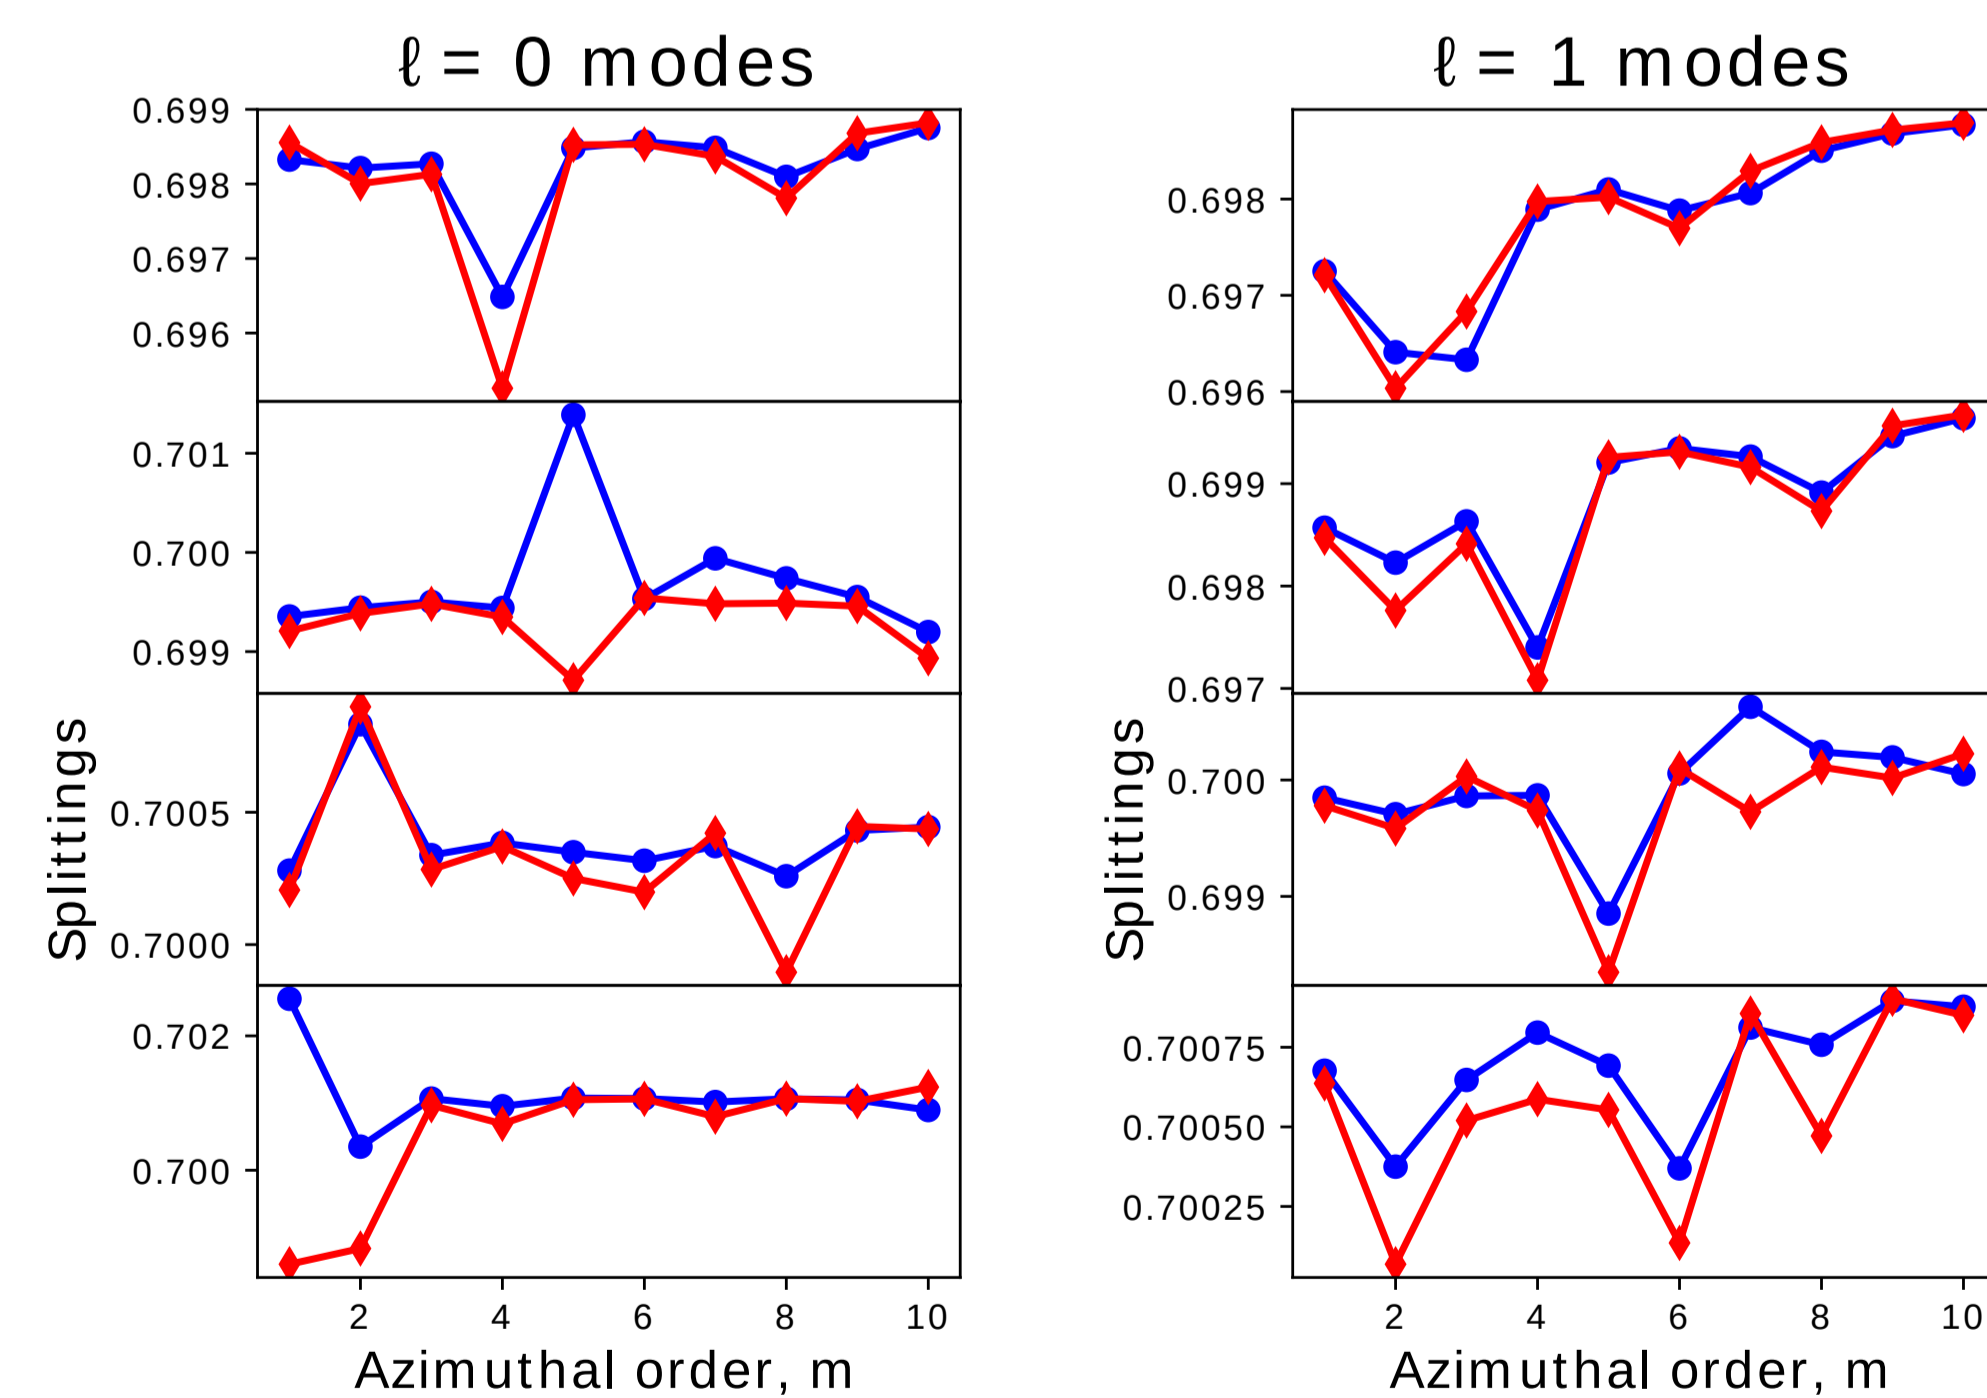 ℓ = 0 modes
0.699
0.698
0.697
0.696
0.701
0.700
0.699
0.7005
0.7000
0.702
0.700
Splittings
2 4 6 8 10
Azimuthal order, m
ℓ = 1 modes
0.698
0.697
0.696
0.699
0.698
0.697
0.700
0.699
0.70075
0.70050
0.70025
Splittings
2 4 6 8 10
Azimuthal order, m